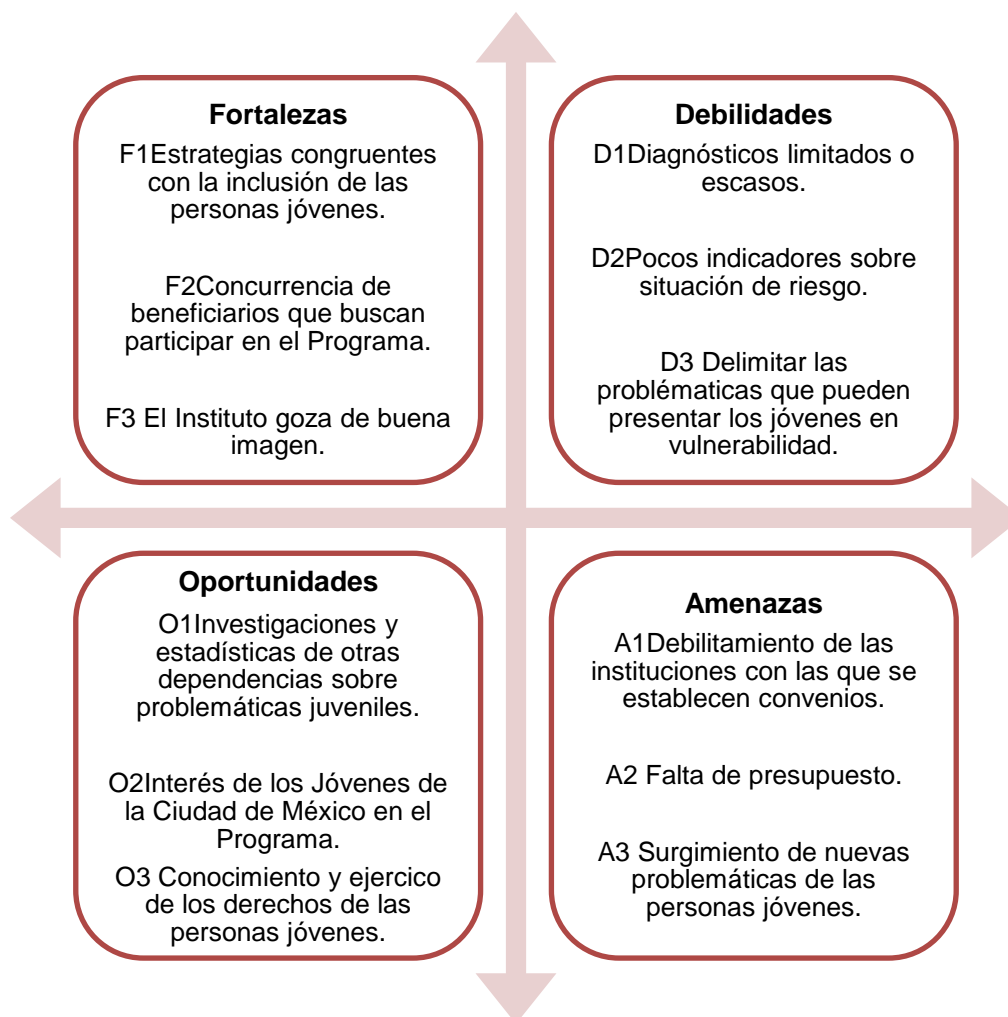 Fortalezas
F1Estrategias congruentes
con la inclusión de las
personas jóvenes.
F2Concurrencia de
beneficiarios que buscan
participar en el Programa.
F3 El Instituto goza de buena
imagen.
Debilidades
D1Diagnósticos limitados o
escasos.
D2Pocos indicadores sobre
situación de riesgo.
D3 Delimitar las
problématicas que pueden
presentar los jóvenes en
vulnerabilidad.
Oportunidades
O1Investigaciones y
estadísticas de otras
dependencias sobre
problemáticas juveniles.
O2Interés de los Jóvenes de
la Ciudad de México en el
Programa.
O3 Conocimiento y ejercico
de los derechos de las
personas jóvenes.
Amenazas
A1Debilitamiento de las
instituciones con las que se
establecen convenios.
A2 Falta de presupuesto.
A3 Surgimiento de nuevas
problemáticas de las
personas jóvenes.